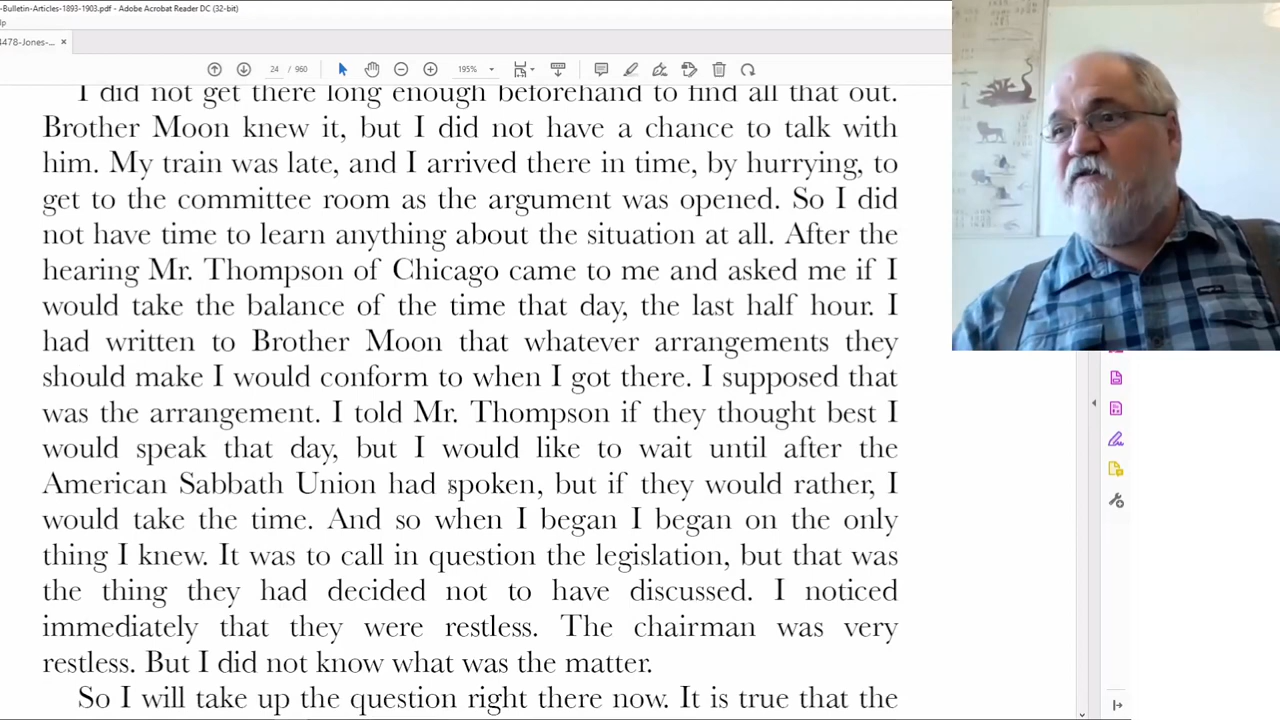 -Bulletin-Articles-1893-1903.pdf - Adobe Acrobat Reader DC (32-bit)
lp
4478-Jones-... ×
24 / 960
195%
I did not get there long enough beforehand to find all that out.
Brother Moon knew it, but I did not have a chance to talk with
him. My train was late, and I arrived there in time, by hurrying, to
get to the committee room as the argument was opened. So I did
not have time to learn anything about the situation at all. After the
hearing Mr. Thompson of Chicago came to me and asked me if I
would take the balance of the time that day, the last half hour. I
had written to Brother Moon that whatever arrangements they
should make I would conform to when I got there. I supposed that
was the arrangement. I told Mr. Thompson if they thought best I
would speak that day, but I would like to wait until after the
American Sabbath Union had spoken, but if they would rather, I
would take the time. And so when I began I began on the only
thing I knew. It was to call in question the legislation, but that was
the thing they had decided not to have discussed. I noticed
immediately that they were restless. The chairman was very
restless. But I did not know what was the matter.
So I will take up the question right there now. It is true that the